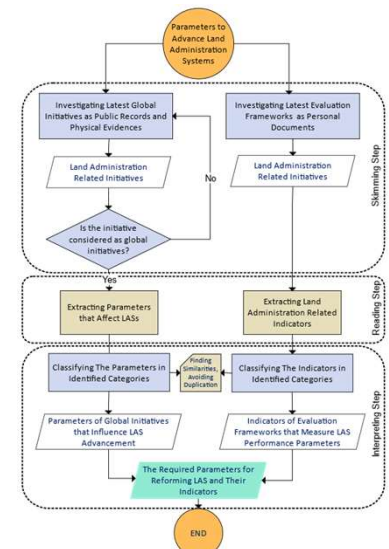 Parameters to
Advance Land
Administration
Systems
Investigating Latest Global
Initiatives as Public Records and
Physical Evidences
Investigating Latest Evaluation
Frameworks as Personal
Documents
Land Administration
Related Initiatives
Land Administration
Related Initiatives
No
Is the initiative
considered as global
initiatives?
Skimming Step
Yes
Extracting Parameters
that Affect LASs
Extracting Land
Administration Related
Indicators
Reading Step
Classifying The Parameters in
Identified Categories
Finding
Similarities,
Avoiding
Duplication
Classifying The Indicators in
Identified Categories
Parameters of Global Initiatives
that Influence LAS
Advancement
Indicators of Evaluation
Frameworks that Measure LAS
Performance Parameters
Interpreting Step
The Required Parameters for
Reforming LAS and Their
Indicators
END